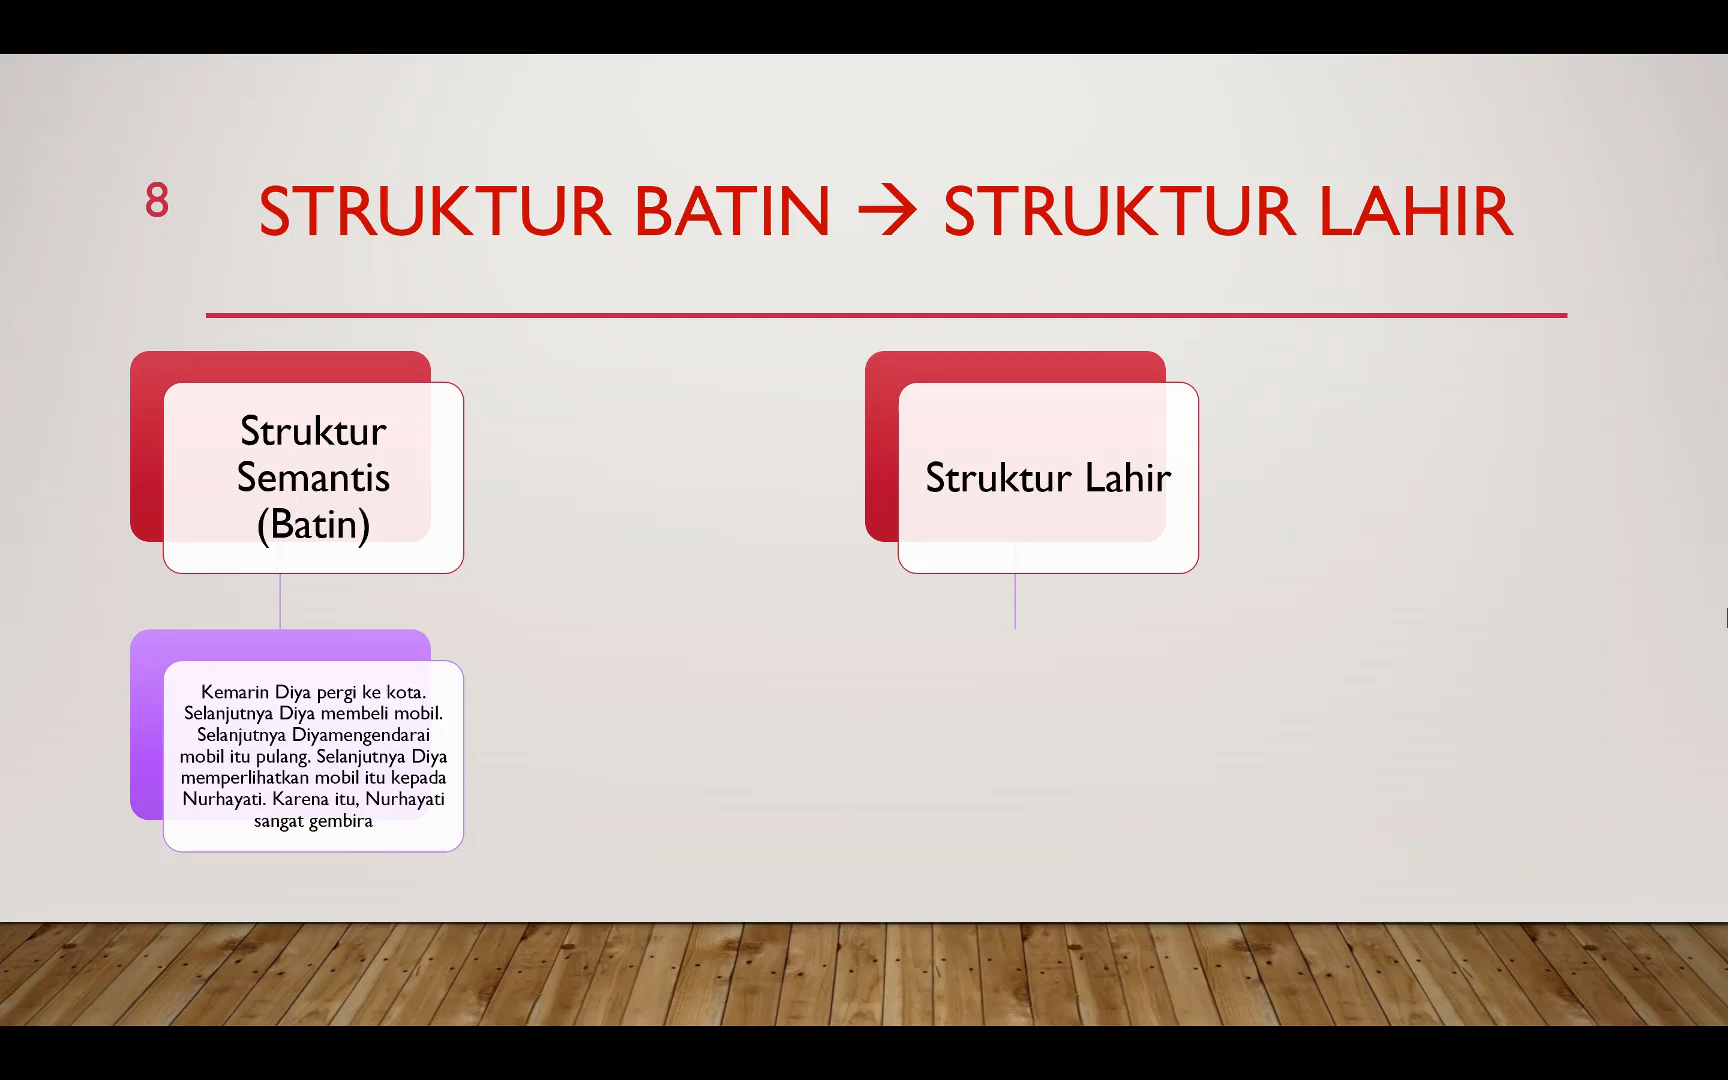 8
STRUKTUR BATIN → STRUKTUR LAHIR
Struktur
Semantis
(Batin)
Struktur Lahir
Kemarin Diya pergi ke kota.
Selanjutnya Diya membeli mobil.
Selanjutnya Diyamengendarai
mobil itu pulang. Selanjutnya Diya
memperlihatkan mobil itu kepada
Nurhayati. Karena itu, Nurhayati
sangat gembira